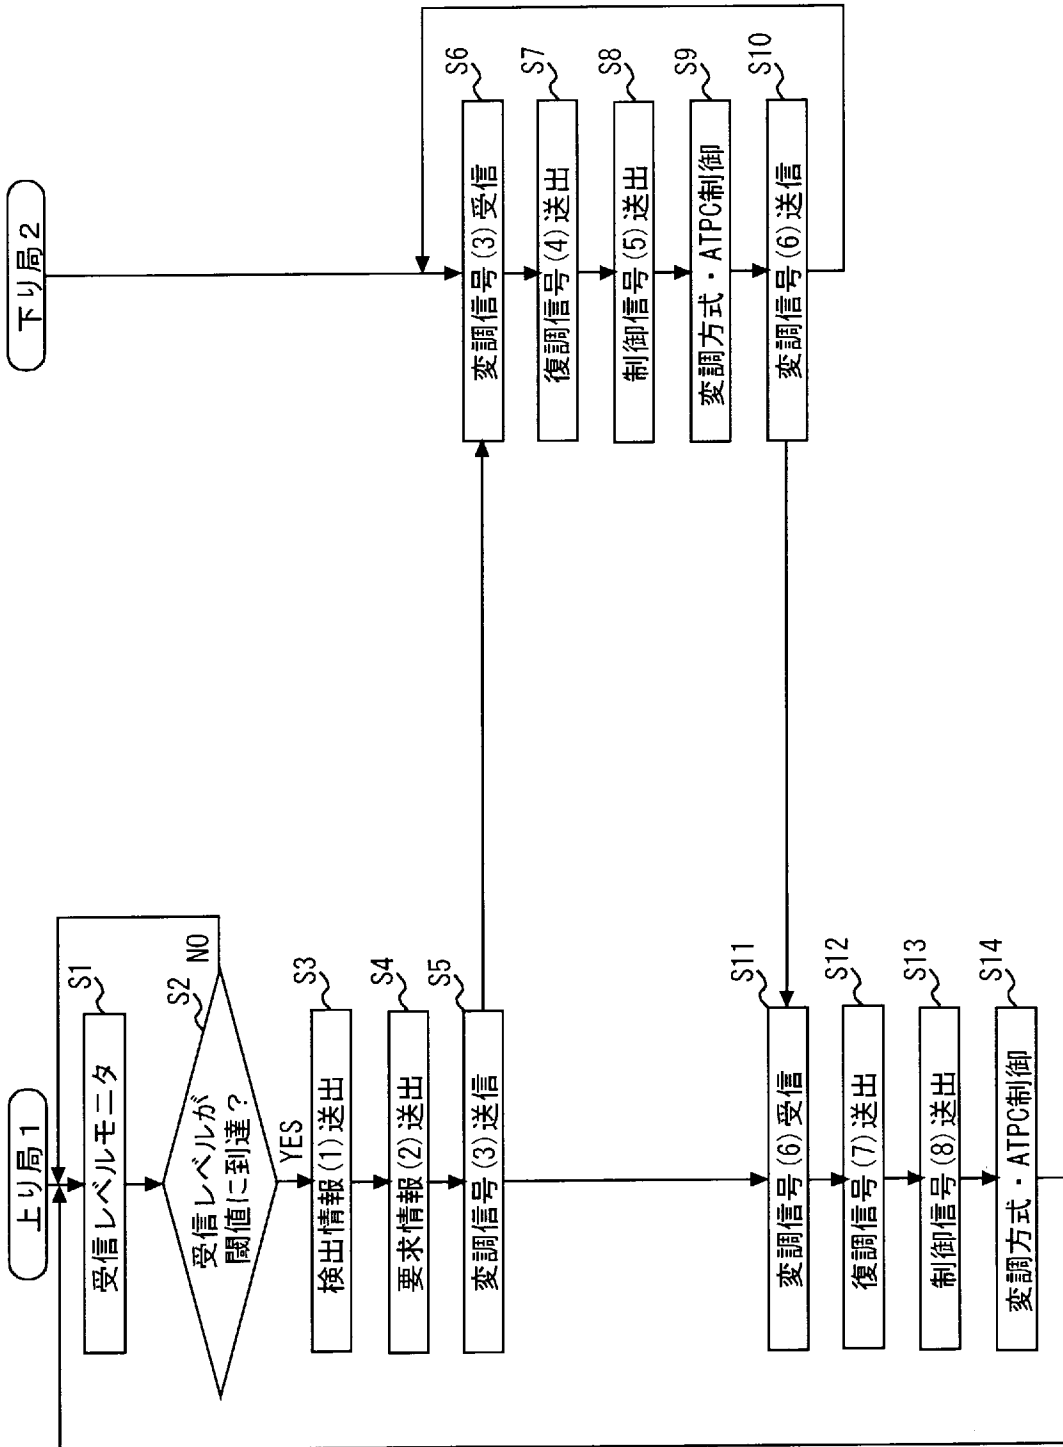 上り局1
受信レベルモニタ
S1
受信レベルが
閾値に到達?
S2
NO
YES
検出情報(1)送出
S3
要求情報(2)送出
S4
変調信号(3)送信
S5
変調信号(6)受信
S11
復調信号(7)送出
S12
制御信号(8)送出
S13
変調方式・ATPC制御
S14
下り局2
変調信号(3)受信
S6
復調信号(4)送出
S7
制御信号(5)送出
S8
変調方式・ATPC制御
S9
変調信号(6)送信
S10